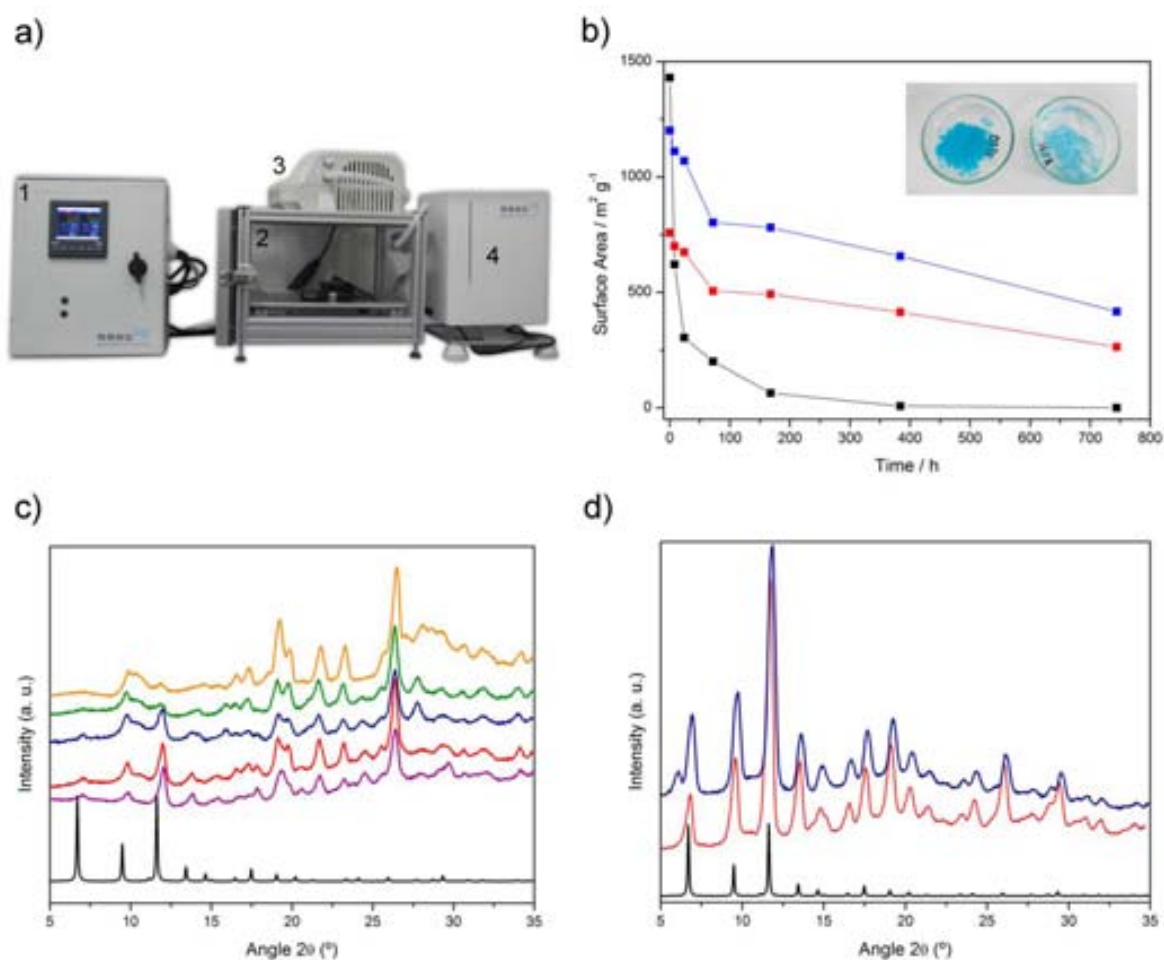 a)
1
2
3
4
b)
Surface Area / m² g⁻¹
1500
1000
500
0
0 100 200 300 400 500 600 700 800
Time / h
c)
Intensity (a. u.)
5 10 15 20 25 30 35
Angle 2θ (º)
d)
Intensity (a. u.)
5 10 15 20 25 30 35
Angle 2θ (º)